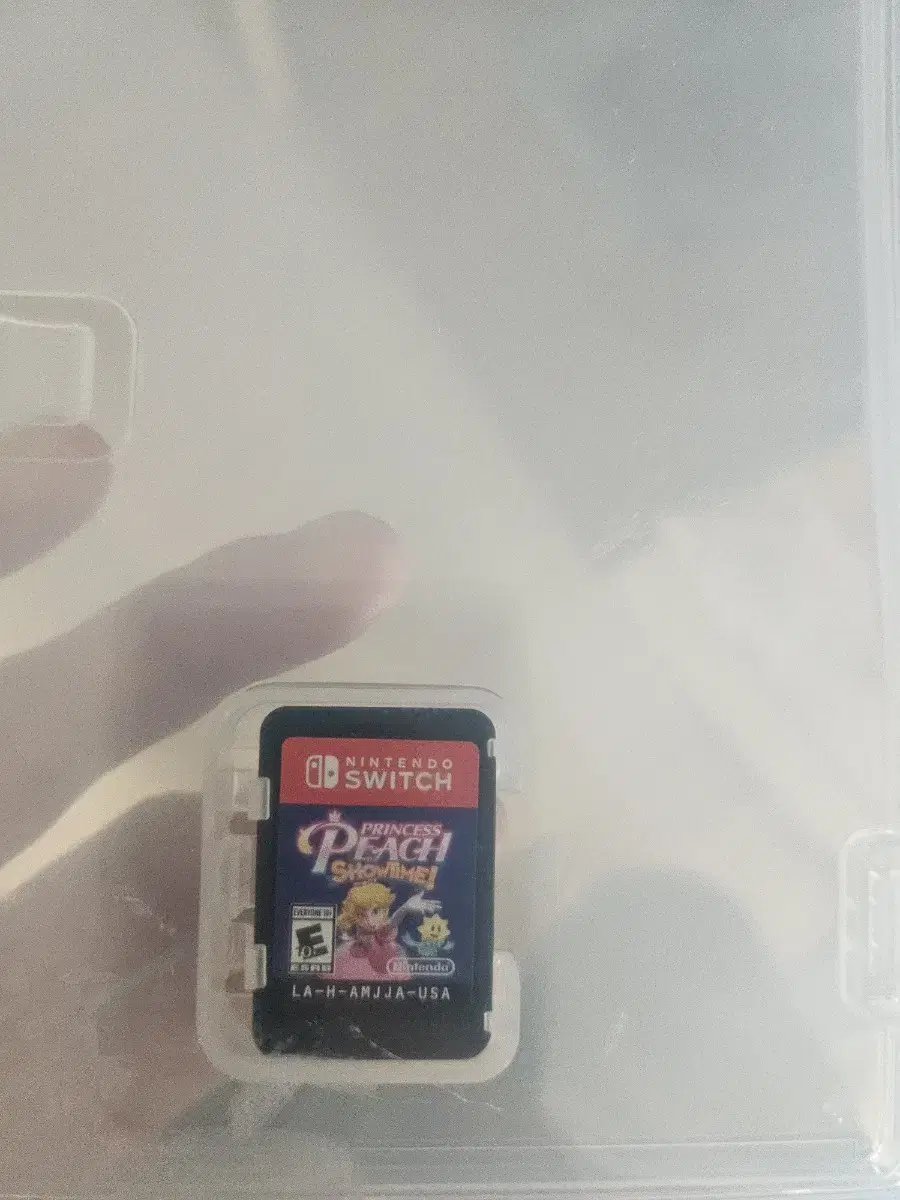 NINTENDO
SWITCH
PRINCESS
PEACH
SHOWTIME!
EVERYONE 10+
E
ESRB
Nintendo
LA-H-AMJJA-USA